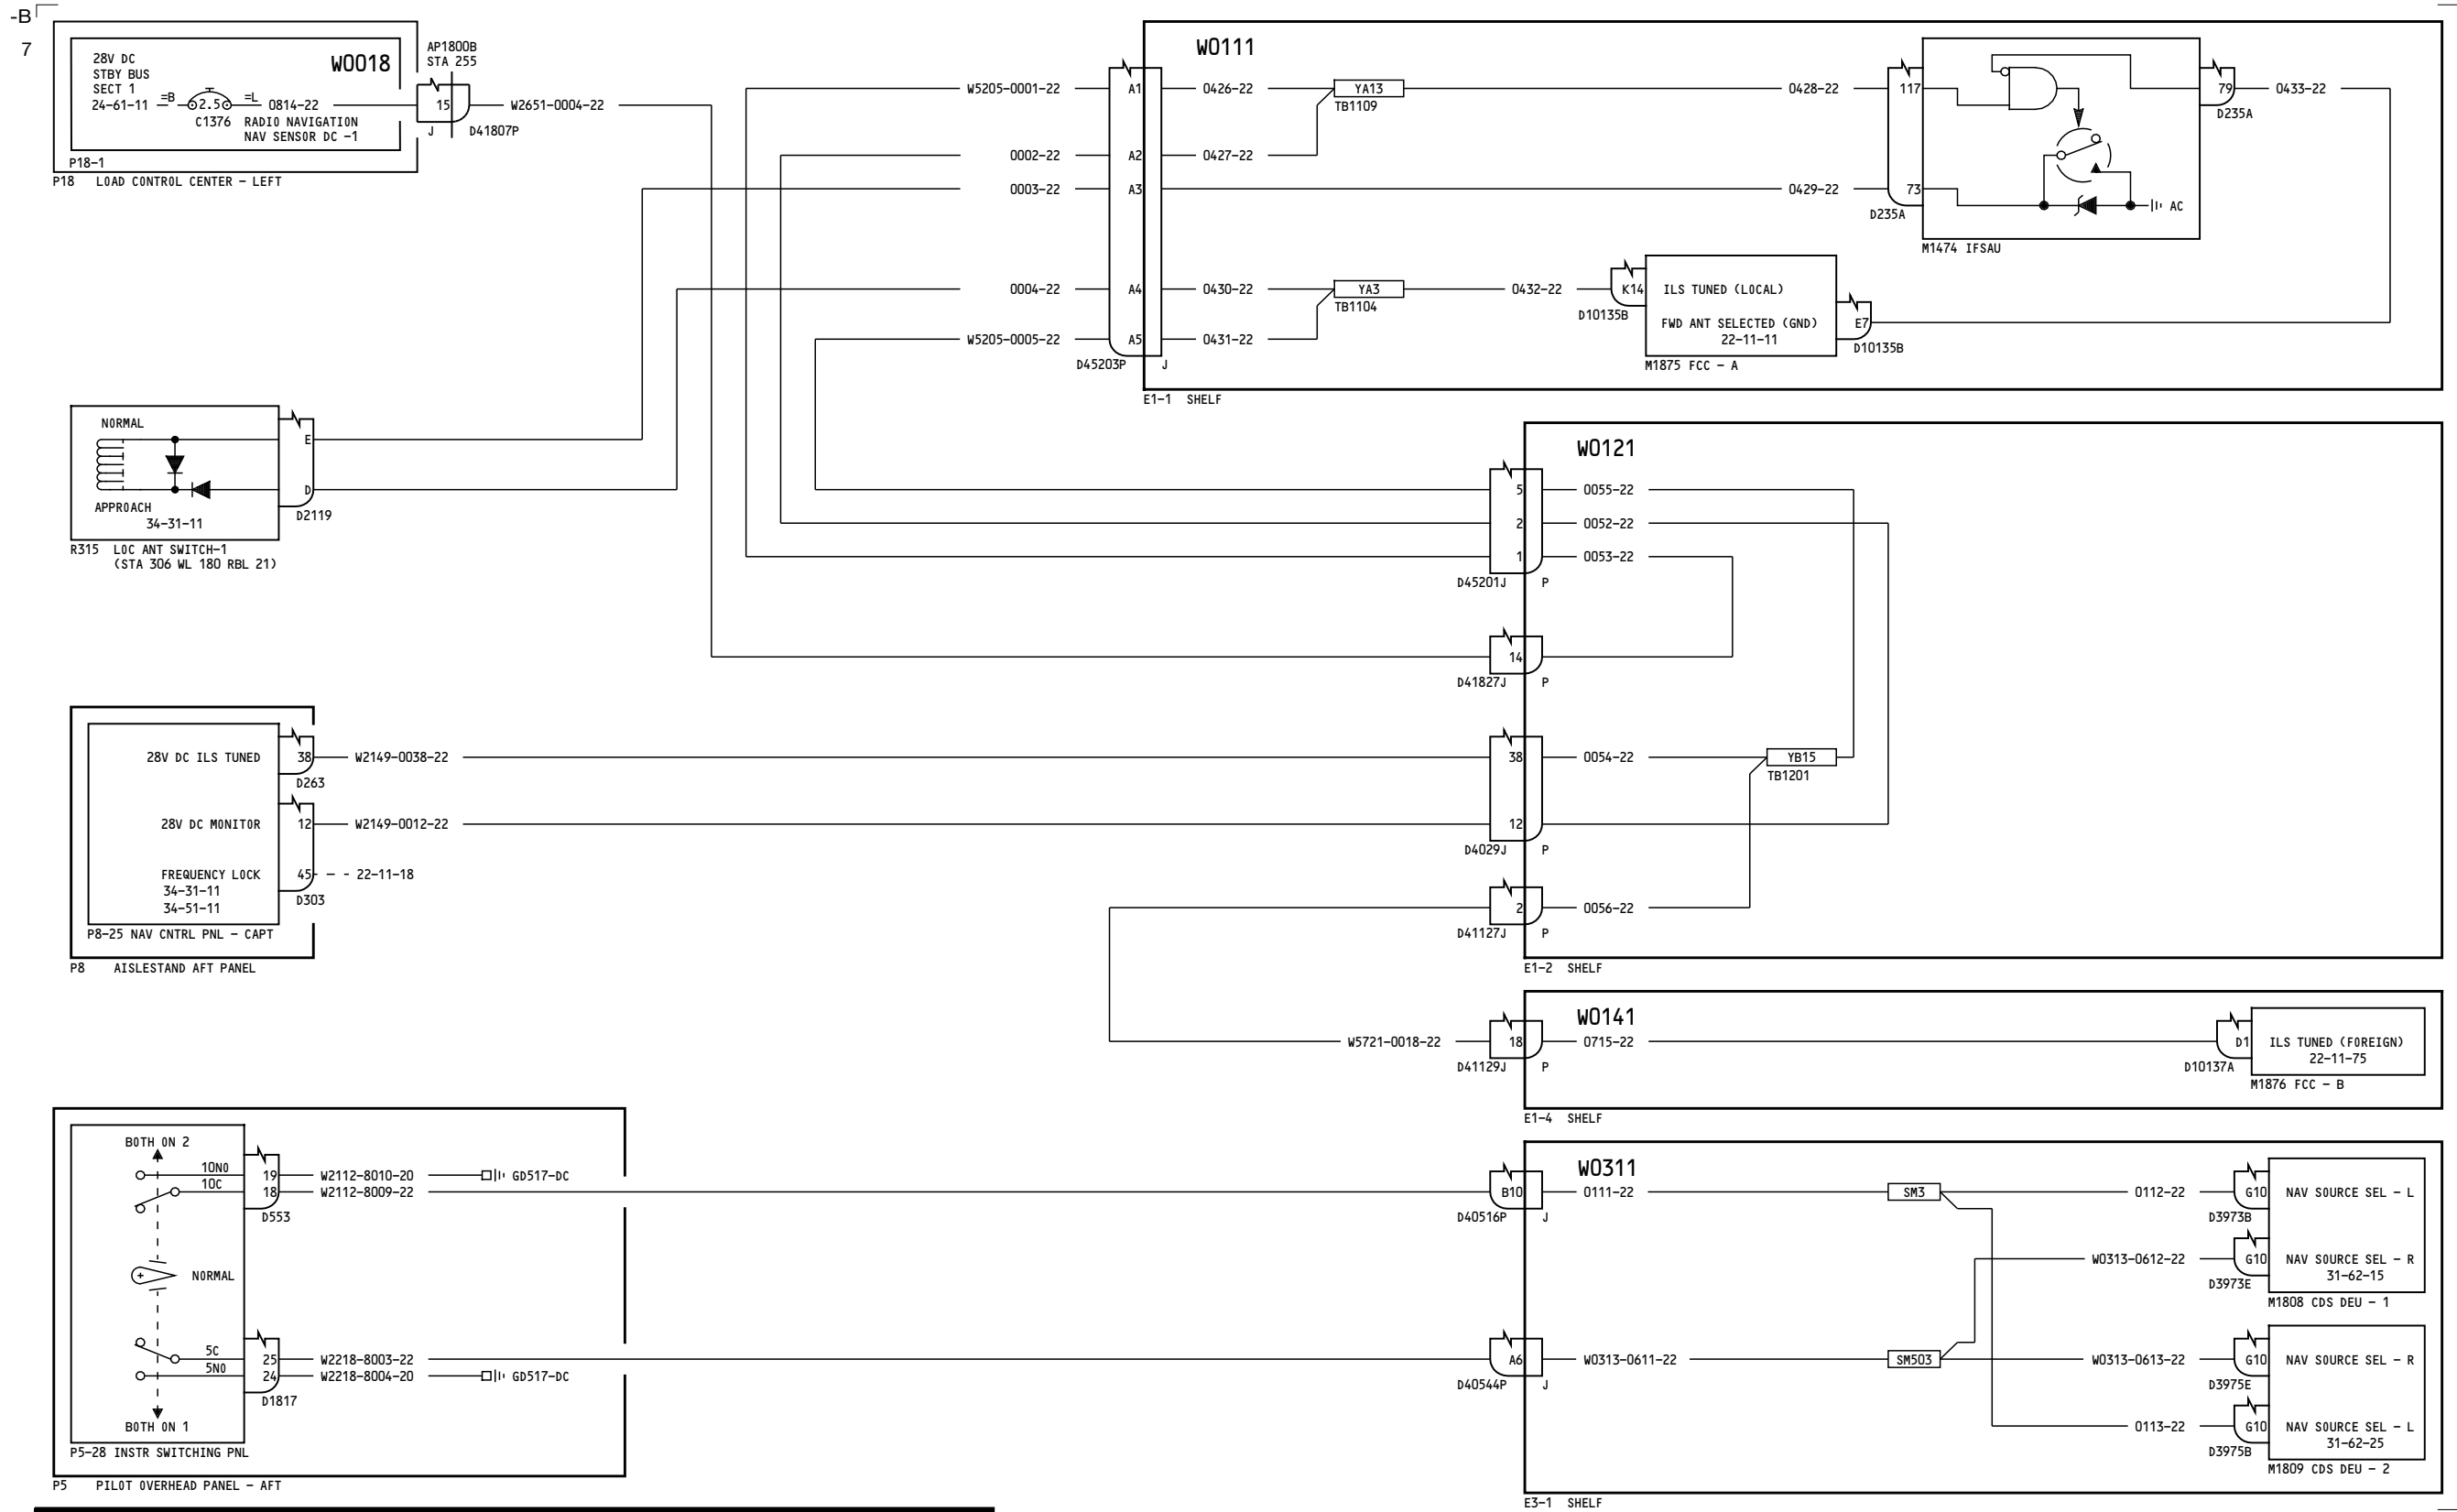 -B
7
28V DC
STBY BUS
SECT 1
24-61-11
=B
2.5
=L
0814-22
C1376
RADIO NAVIGATION
NAV SENSOR DC -1
W0018
P18-1
P18 LOAD CONTROL CENTER - LEFT
AP1800B
STA 255
15
J
D41807P
W2651-0004-22
W5205-0001-22
0002-22
0003-22
0004-22
W5205-0005-22
A1
A2
A3
A4
A5
D45203P
J
W0111
0426-22
0427-22
YA13
TB1109
0428-22
0429-22
117
73
D235A
AC
M1474 IFSAU
79
D235A
0433-22
0430-22
0431-22
YA3
TB1104
0432-22
K14
D10135B
ILS TUNED (LOCAL)
FWD ANT SELECTED (GND)
22-11-11
M1875 FCC - A
E7
D10135B
E1-1 SHELF
NORMAL
APPROACH
34-31-11
E
D
D2119
R315 LOC ANT SWITCH-1
(STA 306 WL 180 RBL 21)
W0121
5
2
1
D45201J
P
0055-22
0052-22
0053-22
14
D41827J
P
28V DC ILS TUNED
38
D263
W2149-0038-22
28V DC MONITOR
12
W2149-0012-22
FREQUENCY LOCK
34-31-11
34-51-11
45
22-11-18
D303
P8-25 NAV CNTRL PNL - CAPT
P8 AISLESTAND AFT PANEL
38
12
D4029J
P
0054-22
YB15
TB1201
2
D41127J
P
0056-22
E1-2 SHELF
W0141
W5721-0018-22
18
D41129J
P
0715-22
D1
D10137A
ILS TUNED (FOREIGN)
22-11-75
M1876 FCC - B
E1-4 SHELF
BOTH ON 2
10NO
10C
19
18
D553
W2112-8010-20
GD517-DC
W2112-8009-22
NORMAL
5C
5NO
25
24
D1817
W2218-8003-22
W2218-8004-20
GD517-DC
BOTH ON 1
P5-28 INSTR SWITCHING PNL
P5 PILOT OVERHEAD PANEL - AFT
W0311
B10
D40516P
J
0111-22
SM3
0112-22
G10
D3973B
NAV SOURCE SEL - L
W0313-0612-22
G10
D3973E
NAV SOURCE SEL - R
31-62-15
M1808 CDS DEU - 1
A6
D40544P
J
W0313-0611-22
SM503
W0313-0613-22
G10
D3975E
NAV SOURCE SEL - R
0113-22
G10
D3975B
NAV SOURCE SEL - L
31-62-25
M1809 CDS DEU - 2
E3-1 SHELF